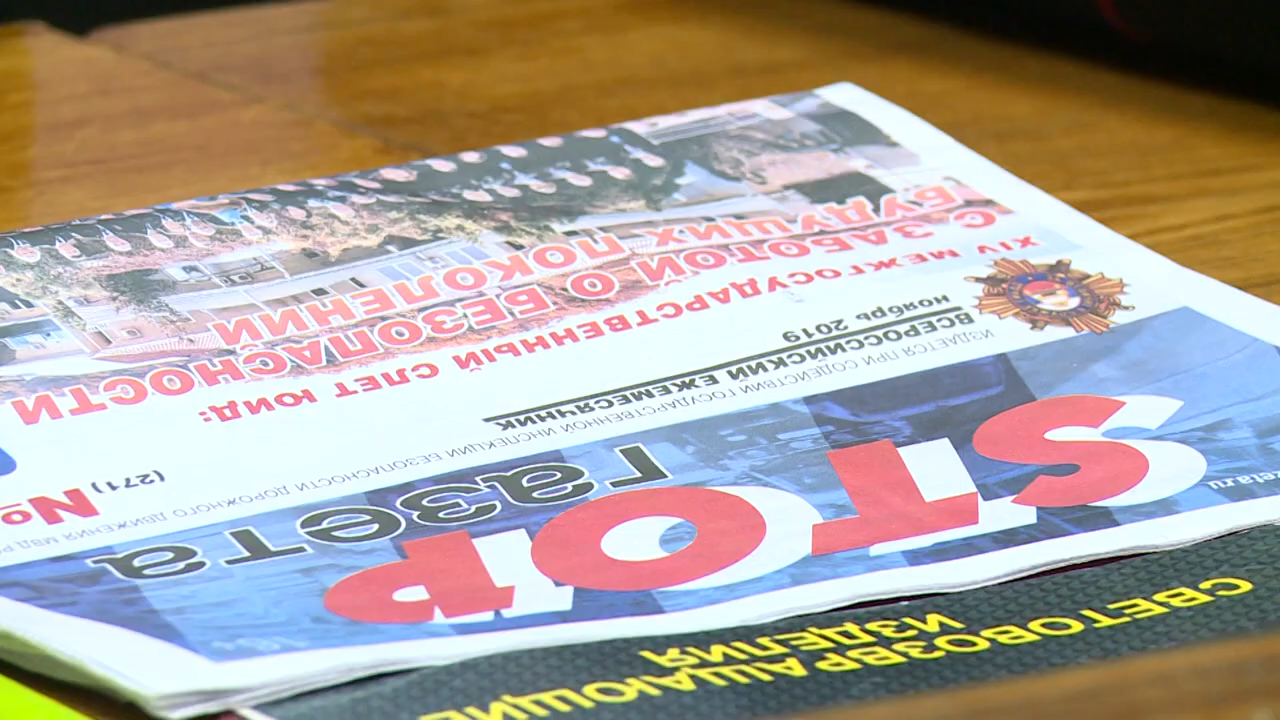 STOP
газета
ИЗДАЕТСЯ ПРИ СОДЕЙСТВИИ ГОСУДАРСТВЕННОЙ ИНСПЕКЦИИ БЕЗОПАСНОСТИ ДОРОЖНОГО ДВИЖЕНИЯ МВД
ВСЕРОССИЙСКИЙ ЕЖЕМЕСЯЧНИК
ноябрь 2019
№
(271)
XIV МЕЖГОСУДАРСТВЕННЫЙ СЛЕТ ЮИД:
С ЗАБОТОЙ О БЕЗОПАСНОСТИ
БУДУЩИХ ПОКОЛЕНИЙ
СВЕТОВОЗВРАЩАЮЩИЕ
ИЗДЕЛИЯ